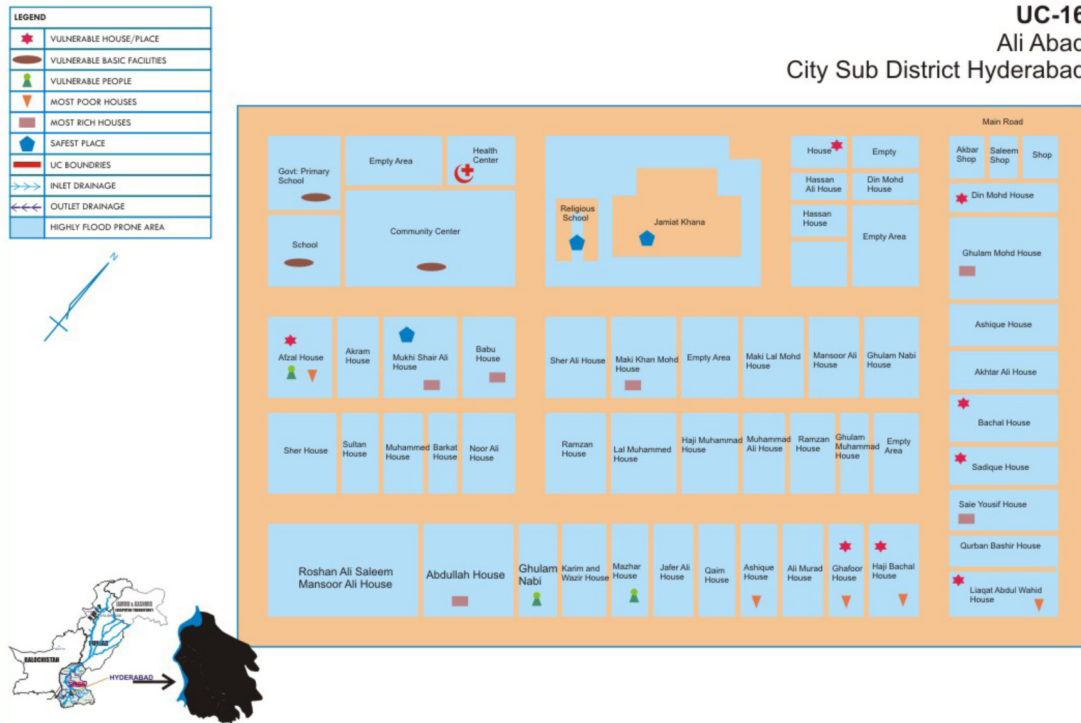 UC-16
Ali Abad
City Sub District Hyderabad
LEGEND
VULNERABLE HOUSE/PLACE
VULNERABLE BASIC FACILITIES
VULNERABLE PEOPLE
MOST POOR HOUSES
MOST RICH HOUSES
SAFEST PLACE
UC BOUNDRIES
INLET DRAINAGE
OUTLET DRAINAGE
HIGHLY FLOOD PRONE AREA
N
Main Road
Govt: Primary
School
Empty Area
Health
Center
School
Community Center
Religious
School
Jamiat Khana
House
Empty
Hassan
Ali House
Din Mohd
House
Hassan
House
Empty Area
Akbar
Shop
Saleem
Shop
Shop
Din Mohd House
Ghulam Mohd House
Ashique House
Akhtar Ali House
Bachal House
Sadique House
Saie Yousif House
Qurban Bashir House
Liaqat Abdul Wahid
House
Afzal House
Akram
House
Mukhi Shair Ali
House
Babu
House
Sher Ali House
Maki Khan Mohd
House
Empty Area
Maki Lal Mohd
House
Mansoor Ali
House
Ghulam Nabi
House
Sher House
Sultan
House
Muhammed
House
Barkat
House
Noor Ali
House
Ramzan
House
Lal Muhammed
House
Haji Muhammad
House
Muhammad
Ali House
Ramzan
House
Ghulam
Muhammad
House
Empty
Area
Roshan Ali Saleem
Mansoor Ali House
Abdullah House
Ghulam
Nabi
Karim and
Wazir House
Mazhar
House
Jafer Ali
House
Qaim
House
Ashique
House
Ali Murad
House
Ghafoor
House
Haji Bachal
House
BALOCHISTAN
HYDERABAD